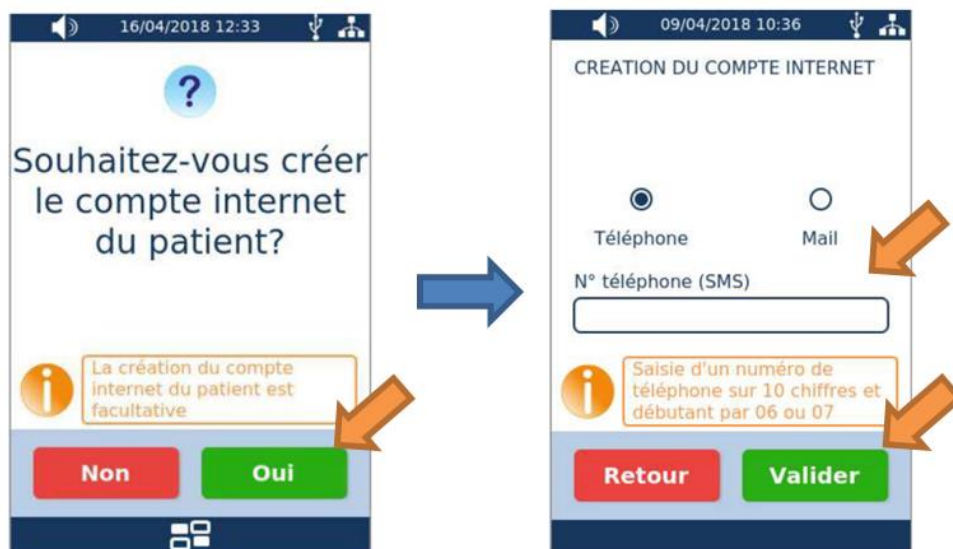 16/04/2018 12:33
?
Souhaitez-vous créer
le compte internet
du patient?
La création du compte
internet du patient est
facultative
Non
Oui
09/04/2018 10:36
CREATION DU COMPTE INTERNET
Téléphone
Mail
N° téléphone (SMS)
Saisie d'un numéro de
téléphone sur 10 chiffres et
débutant par 06 ou 07
Retour
Valider